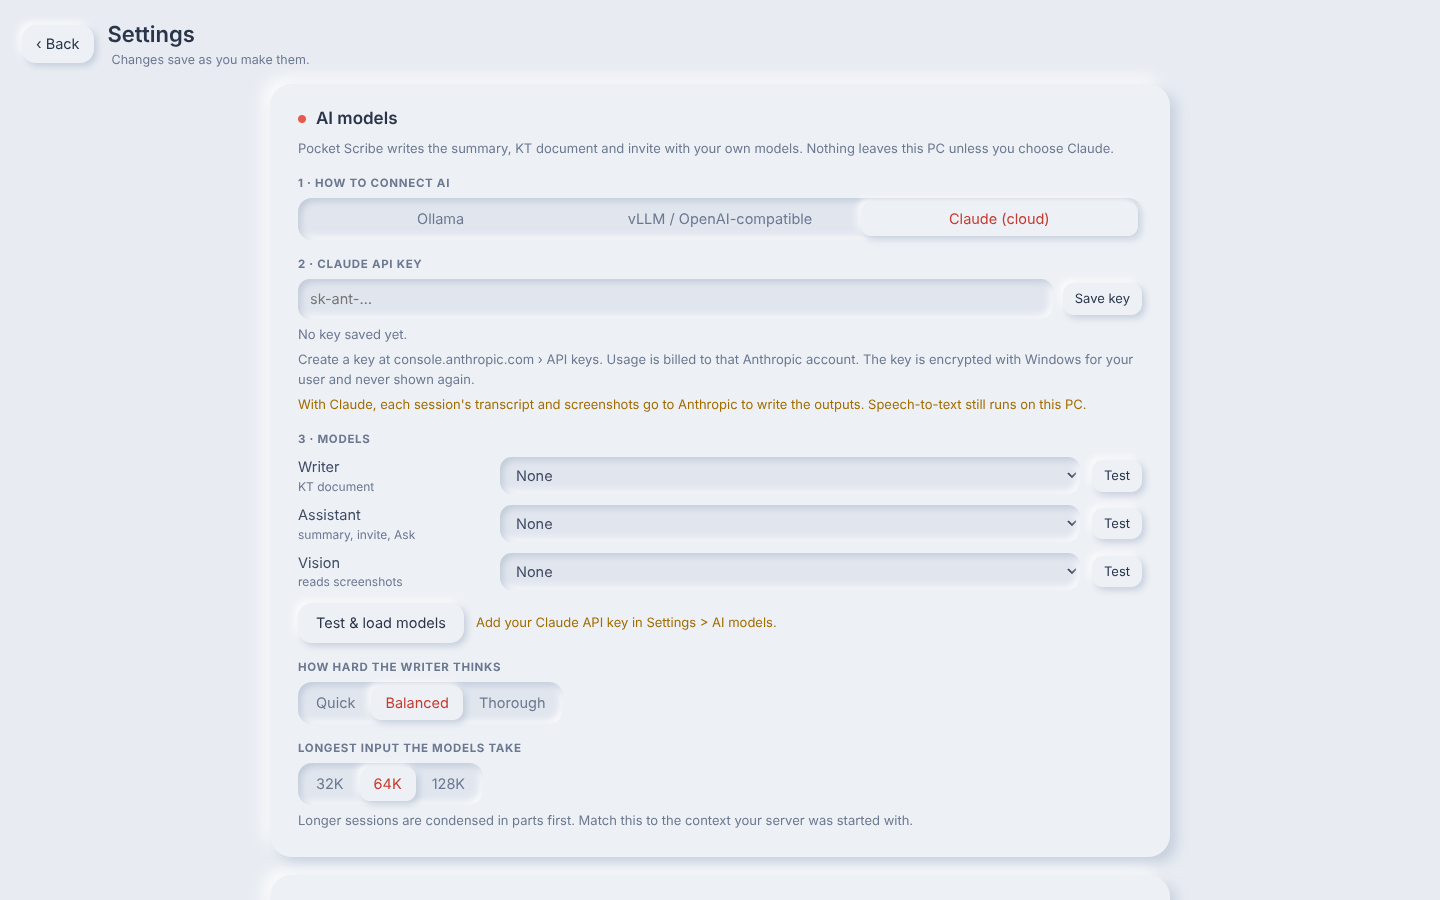 ‹ Back
Settings
Changes save as you make them.
AI models
Pocket Scribe writes the summary, KT document and invite with your own models. Nothing leaves this PC unless you choose Claude.
1 · HOW TO CONNECT AI
Ollama
vLLM / OpenAI-compatible
Claude (cloud)
2 · CLAUDE API KEY
sk-ant-...
Save key
No key saved yet.
Create a key at console.anthropic.com › API keys. Usage is billed to that Anthropic account. The key is encrypted with Windows for your
user and never shown again.
With Claude, each session's transcript and screenshots go to Anthropic to write the outputs. Speech-to-text still runs on this PC.
3 · MODELS
Writer
KT document
None
Test
Assistant
summary, invite, Ask
None
Test
Vision
reads screenshots
None
Test
Test & load models
Add your Claude API key in Settings > AI models.
HOW HARD THE WRITER THINKS
Quick
Balanced
Thorough
LONGEST INPUT THE MODELS TAKE
32K
64K
128K
Longer sessions are condensed in parts first. Match this to the context your server was started with.